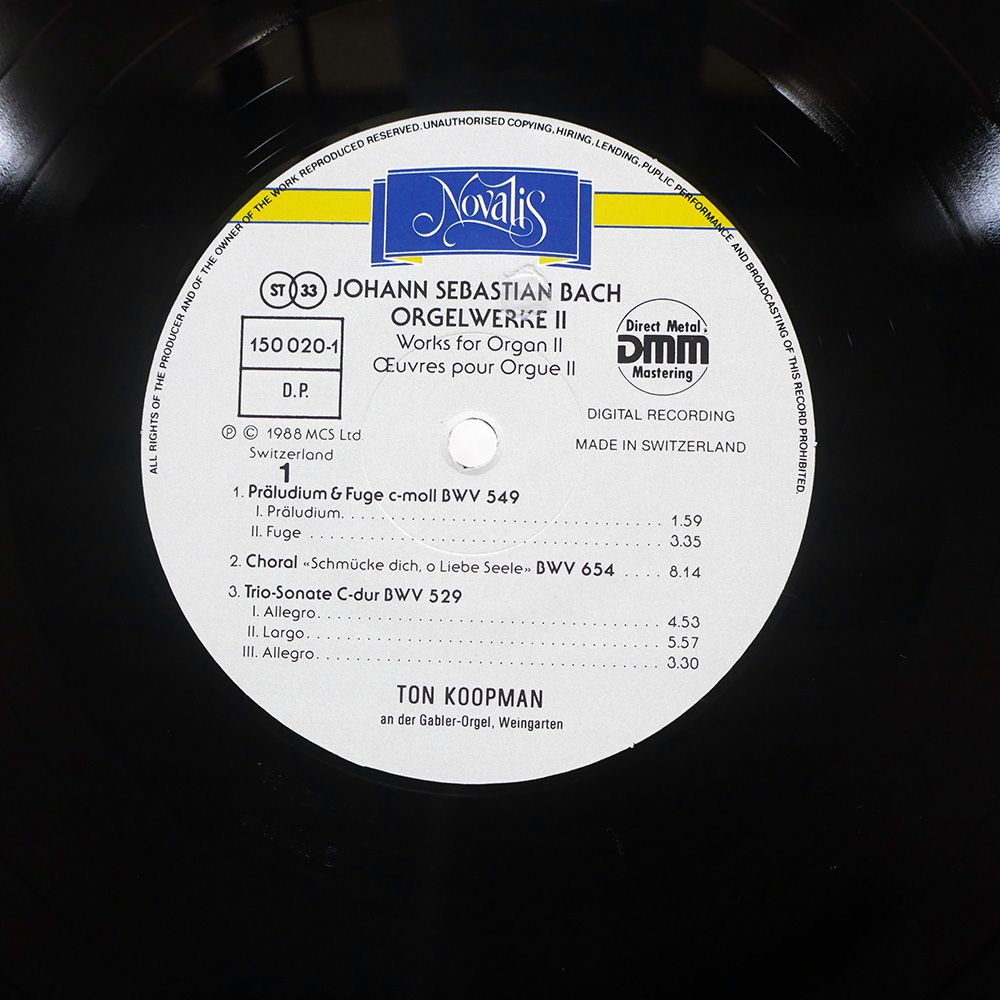 ALL RIGHTS OF THE PRODUCER AND OF THE OWNER OF THE WORK REPRODUCED RESERVED. UNAUTHORISED COPYING, HIRING, LENDING, PUPLIC PERFORMANCE AND BROADCASTING OF THIS RECORD PROHIBITED.
Novalis
ST 33 JOHANN SEBASTIAN BACH
ORGELWERKE II
Works for Organ II
Œuvres pour Orgue II
150 020-1
D.P.
Direct Metal
DMM
Mastering
DIGITAL RECORDING
MADE IN SWITZERLAND
Ⓟ © 1988 MCS Ltd.
Switzerland
1
1. Präludium & Fuge c-moll BWV 549
I. Präludium. . . . . . . . . . . . . . . . . . . . . . . . . . . . . . 1.59
II. Fuge . . . . . . . . . . . . . . . . . . . . . . . . . . . . . . . . . 3.35
2. Choral «Schmücke dich, o Liebe Seele» BWV 654 . . . . 8.14
3. Trio-Sonate C-dur BWV 529
I. Allegro. . . . . . . . . . . . . . . . . . . . . . . . . . . . . . . . 4.53
II. Largo. . . . . . . . . . . . . . . . . . . . . . . . . . . . . . . . . 5.57
III. Allegro. . . . . . . . . . . . . . . . . . . . . . . . . . . . . . . . 3.30
TON KOOPMAN
an der Gabler-Orgel, Weingarten